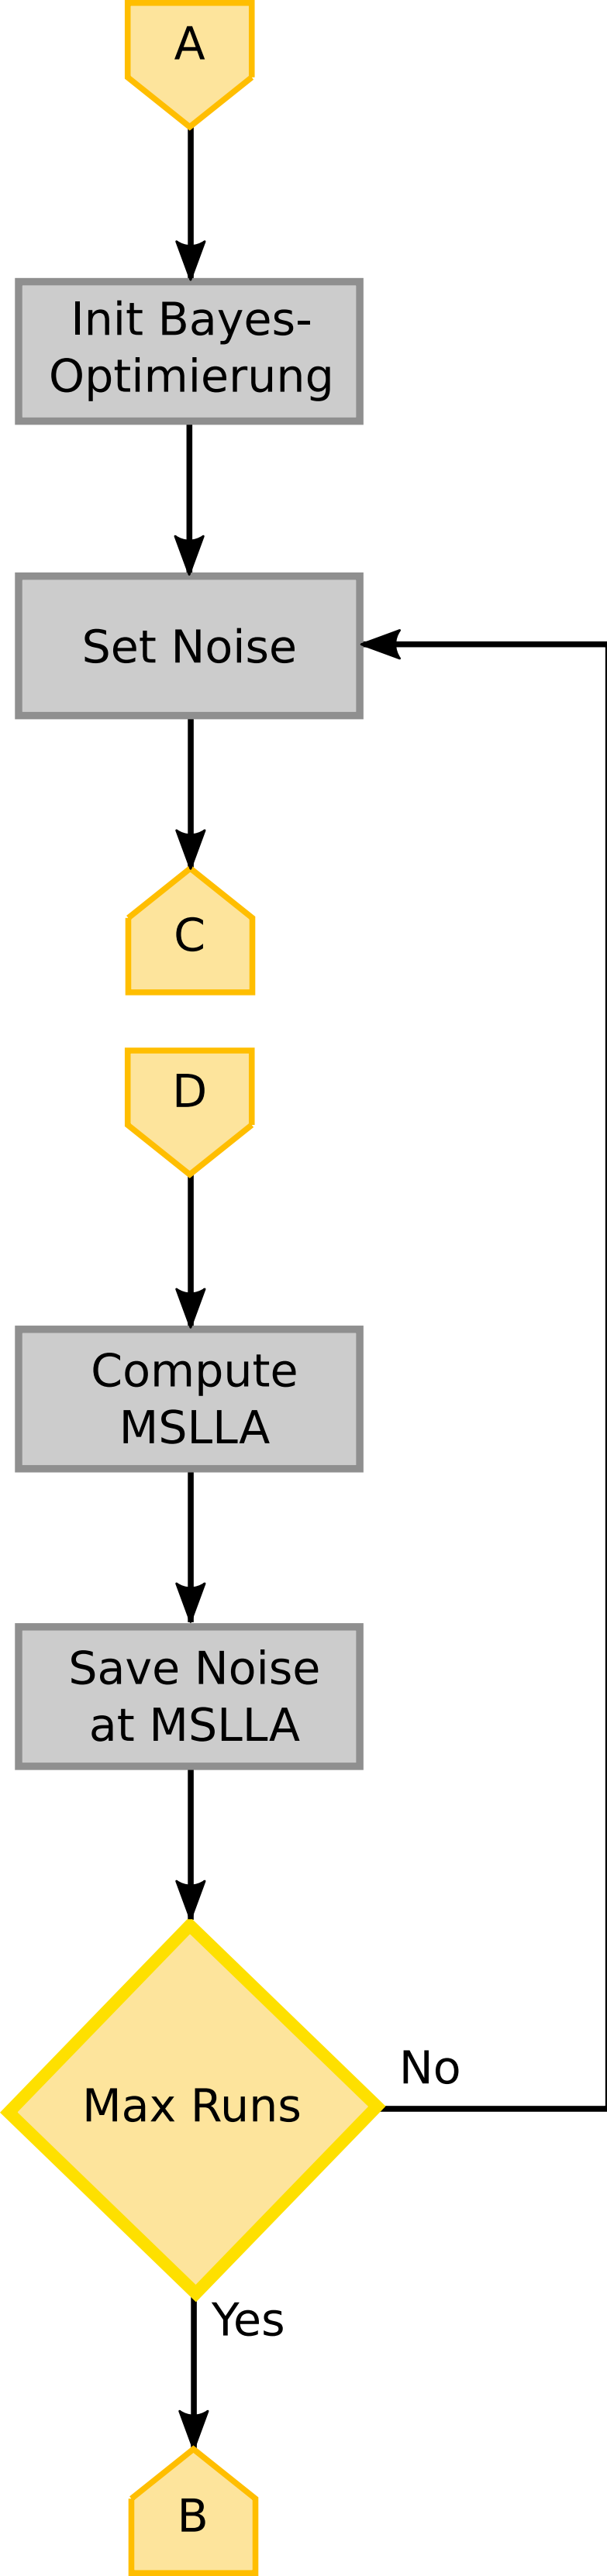 A
Init Bayes-
Optimierung
Set Noise
C
D
Compute
MSLLA
Save Noise
at MSLLA
No
Max Runs
Yes
B